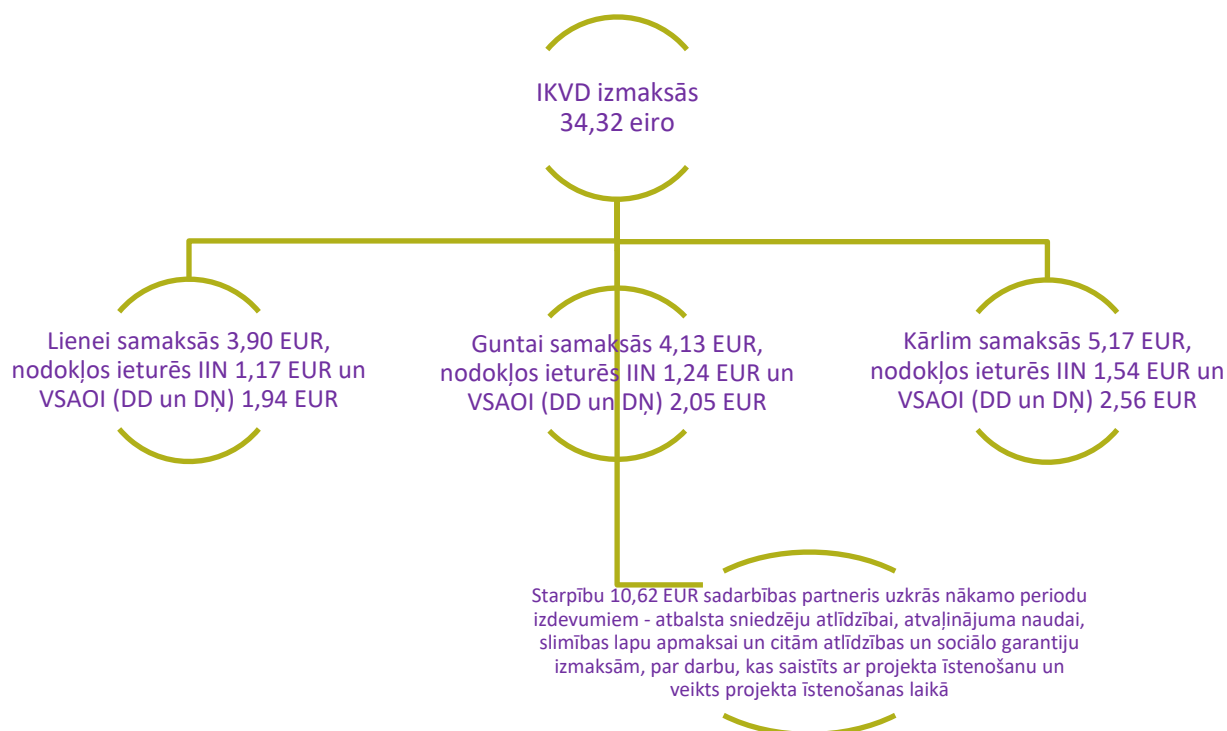 IKVD izmaksās
34,32 eiro
Lienei samaksās 3,90 EUR,
nodokļos ieturēs IIN 1,17 EUR un
VSAOI (DD un DŅ) 1,94 EUR
Guntai samaksās 4,13 EUR,
nodokļos ieturēs IIN 1,24 EUR un
VSAOI (DD un DŅ) 2,05 EUR
Kārlim samaksās 5,17 EUR,
nodokļos ieturēs IIN 1,54 EUR un
VSAOI (DD un DŅ) 2,56 EUR
Starpību 10,62 EUR sadarbības partneris uzkrās nākamo periodu
izdevumiem - atbalsta sniedzēju atlīdzībai, atvaļinājuma naudai,
slimības lapu apmaksai un citām atlīdzības un sociālo garantiju
izmaksām, par darbu, kas saistīts ar projekta īstenošanu un
veikts projekta īstenošanas laikā